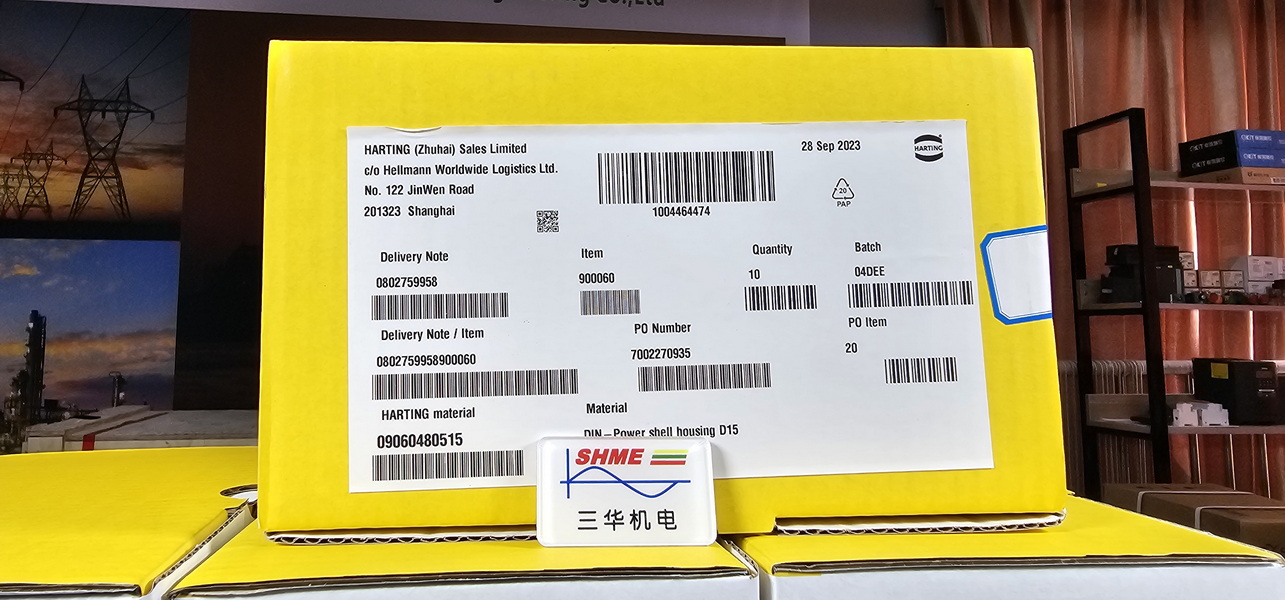 Co.,Ltd
HARTING (Zhuhai) Sales Limited
c/o Hellmann Worldwide Logistics Ltd.
No. 122 JinWen Road
201323 Shanghai
1004464474
28 Sep 2023
HARTING
20
PAP
Delivery Note
0802759958
Item
900060
Quantity
10
Batch
04DEE
Delivery Note / Item
0802759958900060
PO Number
7002270935
PO Item
20
HARTING material
09060480515
Material
DIN-Power shell housing D15
SHME
三华机电